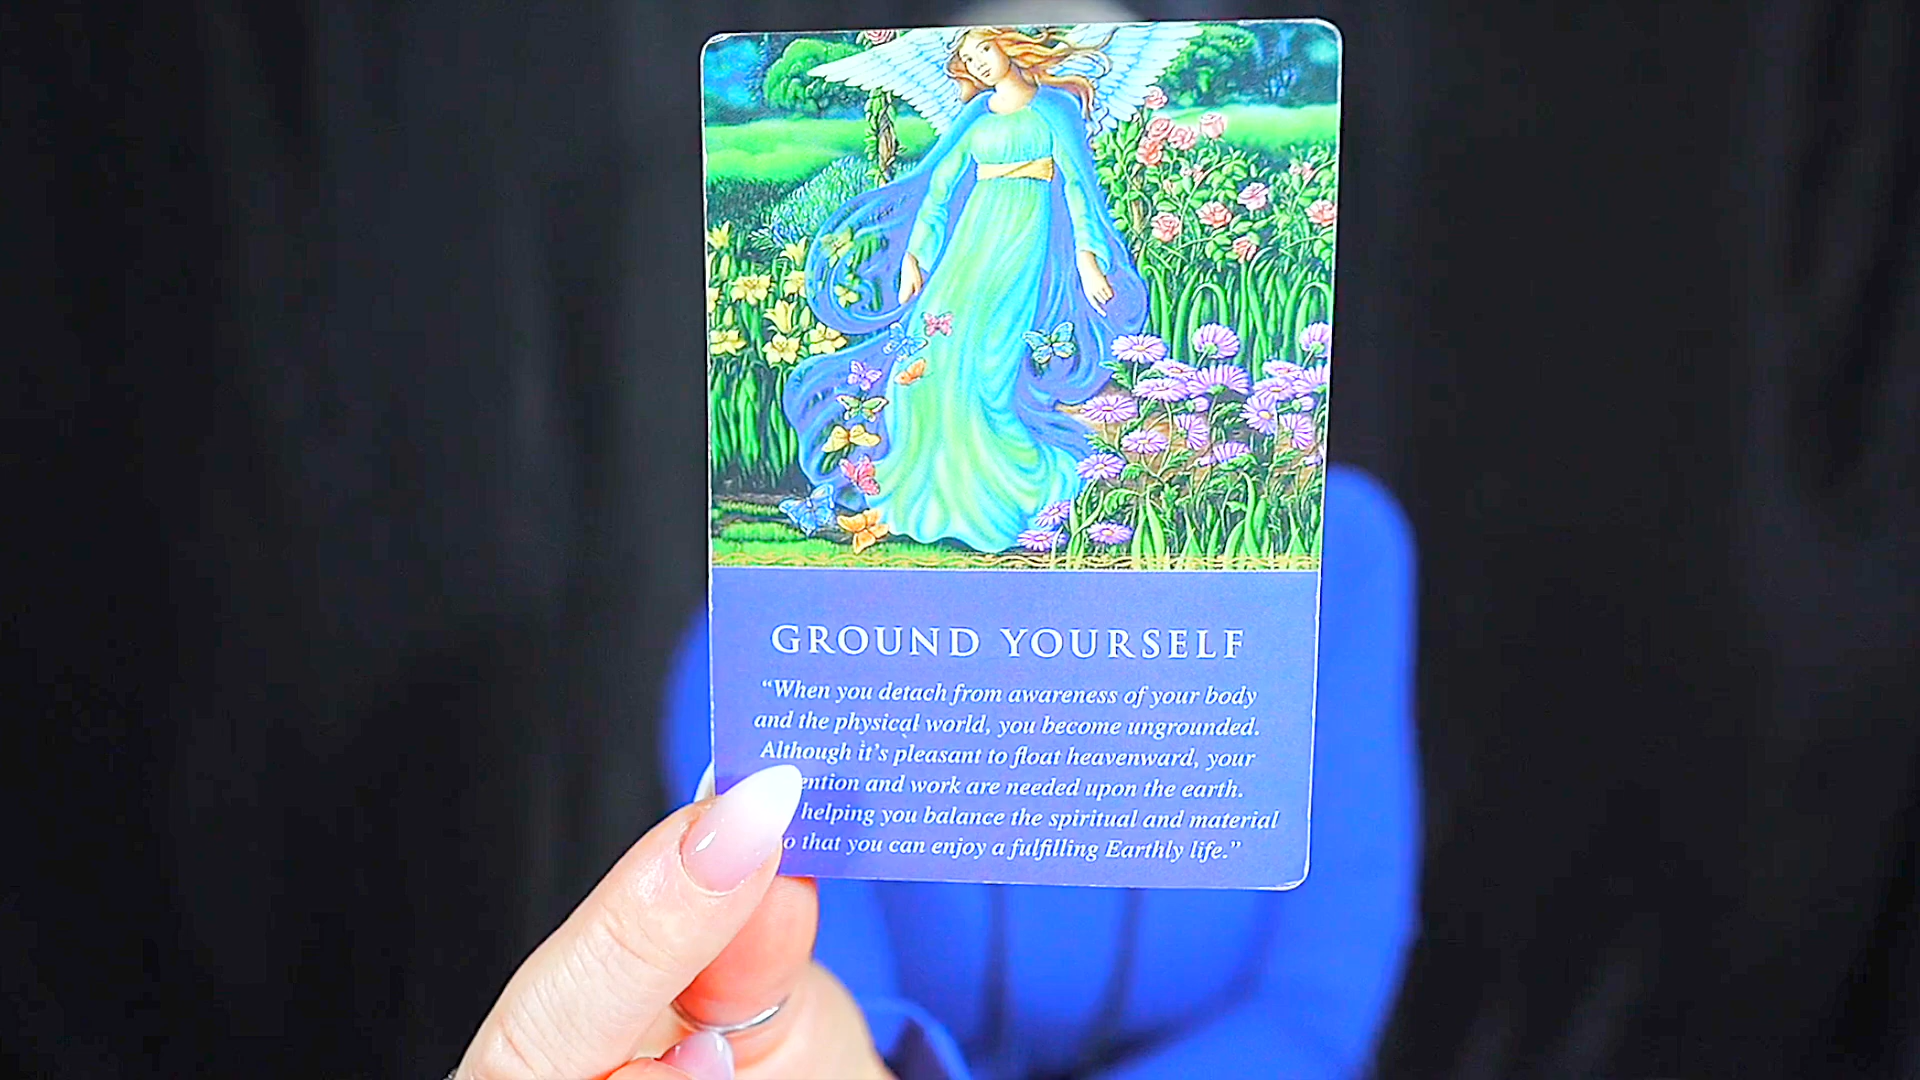 GROUND YOURSELF
“When you detach from awareness of your body
and the physical world, you become ungrounded.
Although it’s pleasant to float heavenward, your
ention and work are needed upon the earth.
helping you balance the spiritual and material
o that you can enjoy a fulfilling Earthly life.”